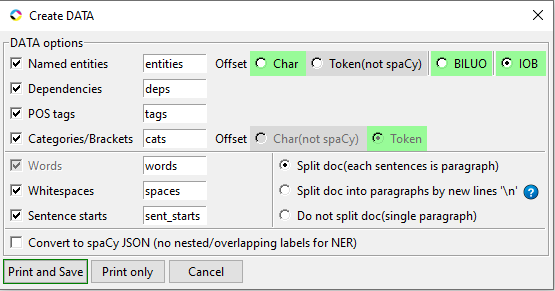 Create DATA
DATA options
Named entities entities Offset Char Token(not spaCy) BILUO IOB
Dependencies deps
POS tags tags
Categories/Brackets cats Offset Char(not spaCy) Token
Words words Split doc(each sentences is paragraph)
Whitespaces spaces Split doc into paragraphs by new lines '\n' ?
Sentence starts sent_starts Do not split doc(single paragraph)
Convert to spaCy JSON (no nested/overlapping labels for NER)
Print and Save Print only Cancel